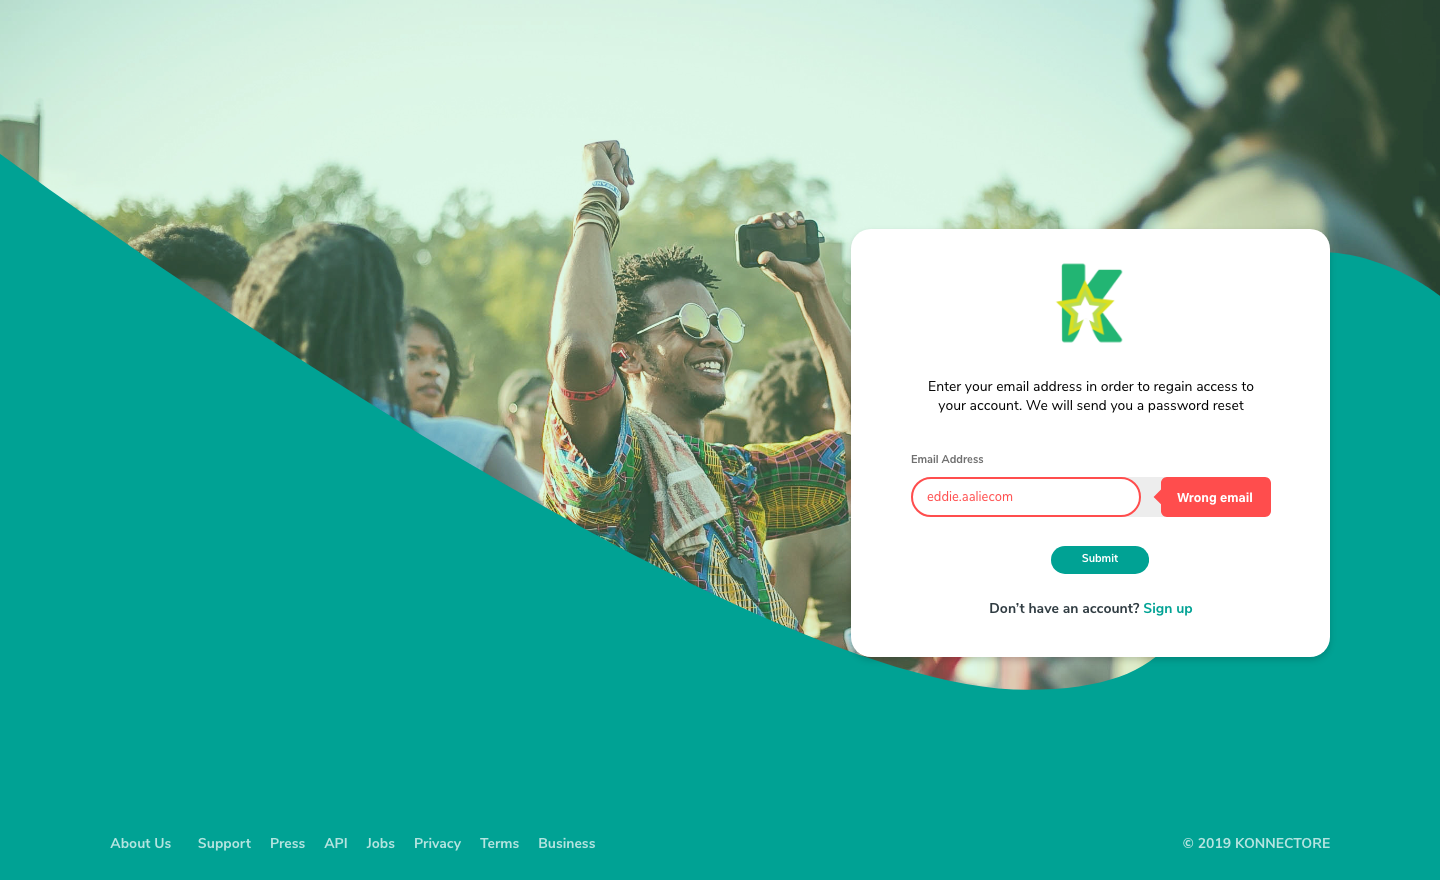 Enter your email address in order to regain access to
your account. We will send you a password reset
Email Address
eddie.aaliecom
Wrong email
Submit
Don't have an account? Sign up
About Us Support Press API Jobs Privacy Terms Business
© 2019 KONNECTORE